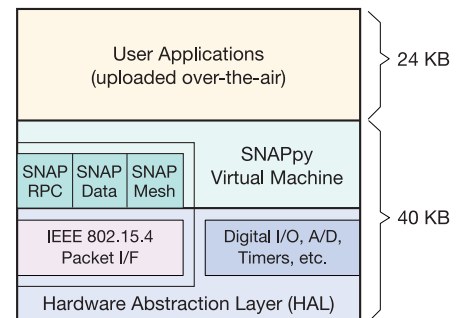 User Applications
(uploaded over-the-air)
24 KB
SNAPpy
Virtual Machine
SNAP
RPC
SNAP
Data
SNAP
Mesh
40 KB
IEEE 802.15.4
Packet I/F
Digital I/O, A/D,
Timers, etc.
Hardware Abstraction Layer (HAL)